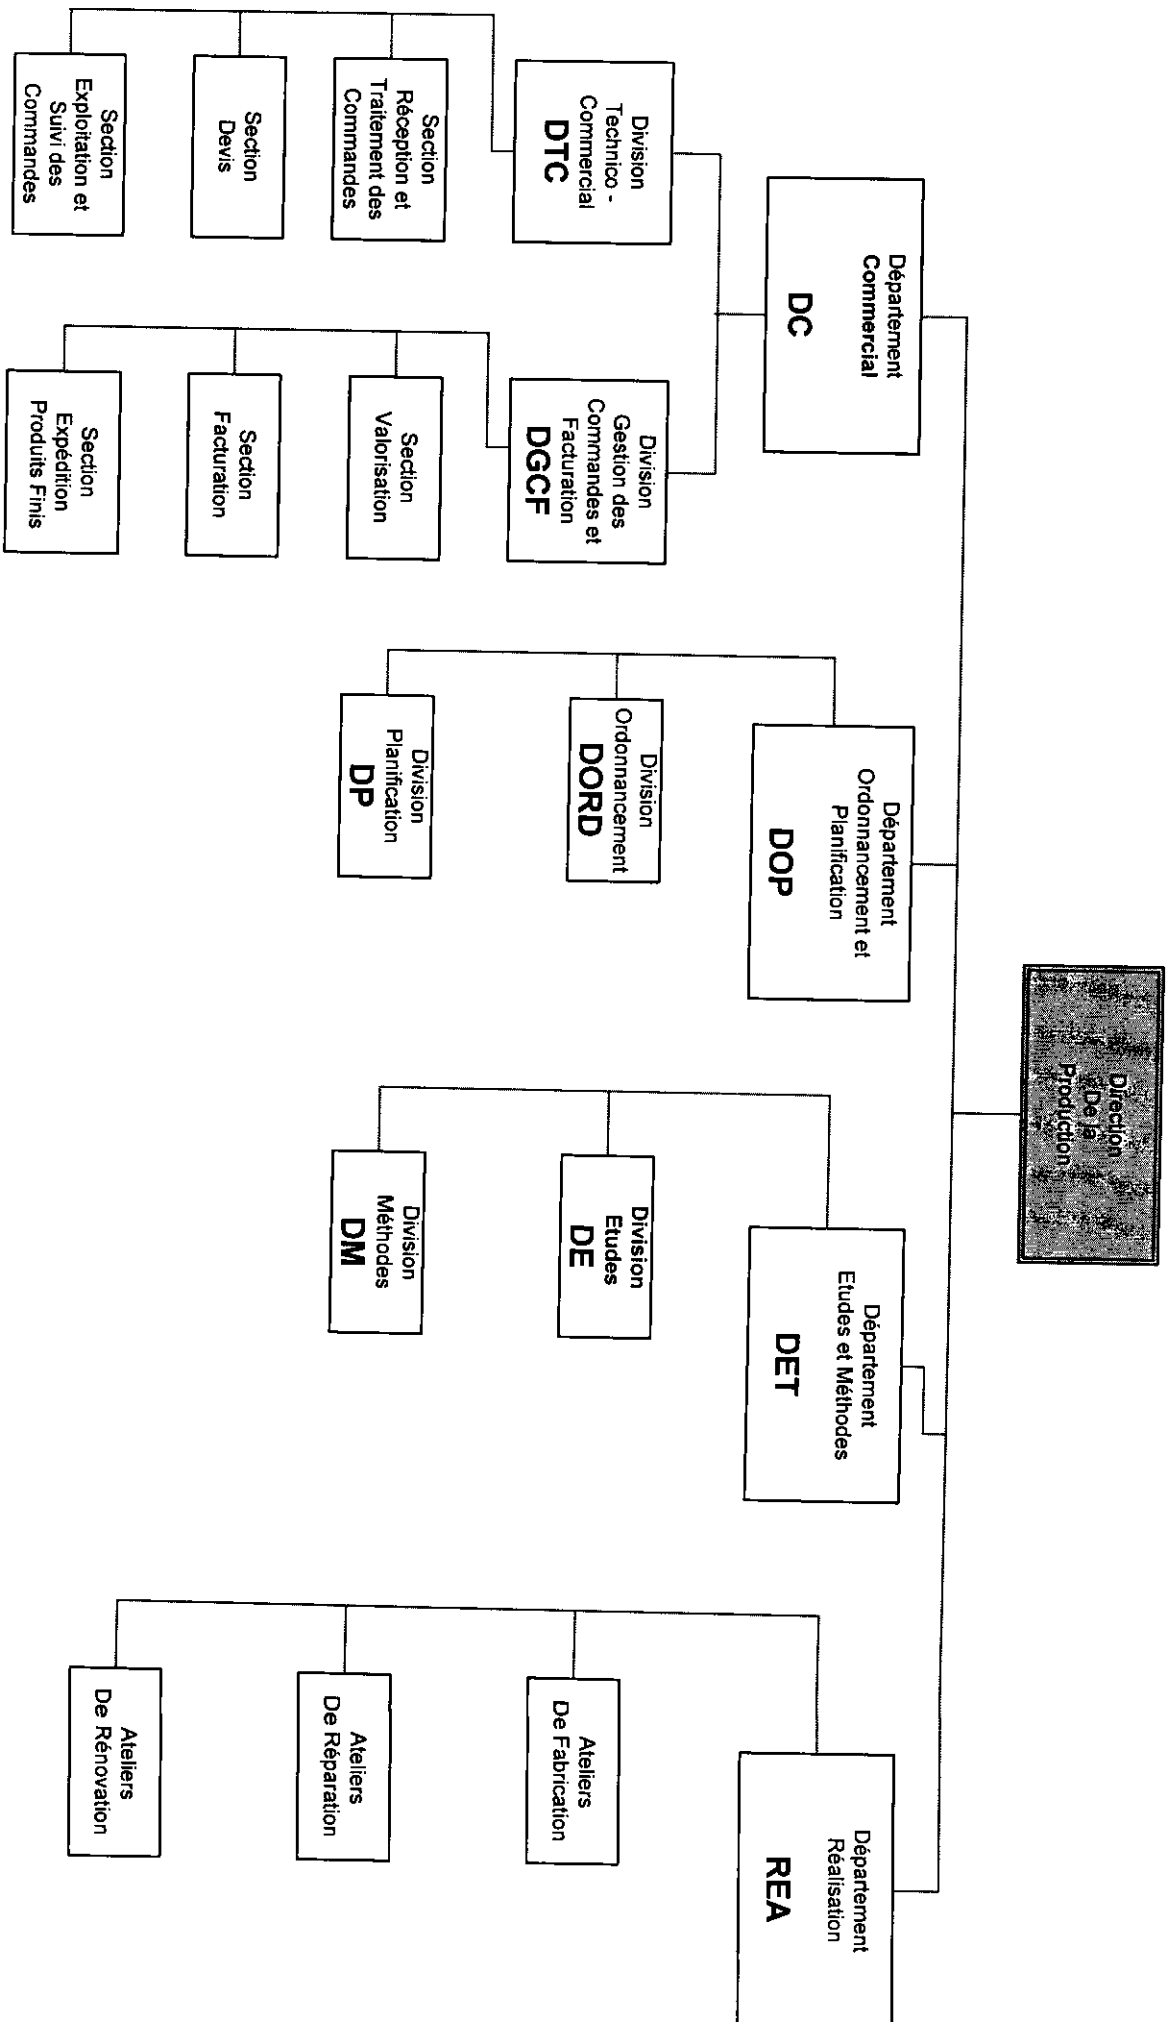 Direction
De la
Production
Département
Commercial
DC
Département
Ordonnancement et
Planification
DOP
Département
Etudes et Méthodes
DET
Département
Réalisation
REA
Division
Technico -
Commercial
DTC
Division
Gestion des
Commandes et
Facturation
DGCF
Division
Ordonnancement
DORD
Division
Etudes
DE
Ateliers
De Fabrication
Section
Réception et
Traitement des
Commandes
Section
Valorisation
Division
Planification
DP
Division
Méthodes
DM
Ateliers
De Réparation
Section
Devis
Section
Facturation
Section
Exploitation et
Suivi des
Commandes
Section
Expédition
Produits Finis
Ateliers
De Rénovation